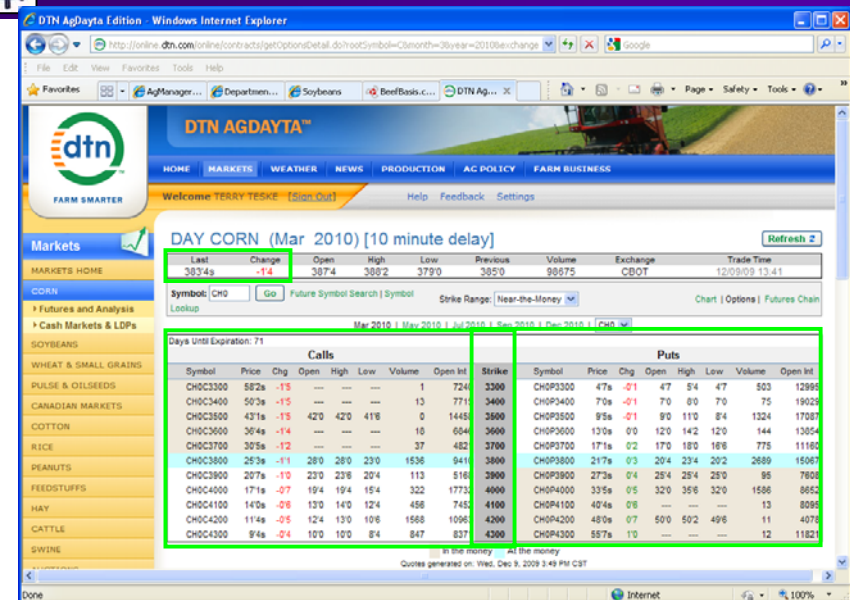 DTN AgDayta Edition - Windows Internet Explorer
http://online.dtn.com/online/contracts/getOptionsDetail.do?rootSymbol=C&month=3&year=2010&exchange
Google
File Edit View Favorites Tools Help
Favorites AgManager... Departmen... Soybeans BeefBasis.c... DTN Ag... X Page Safety Tools
dtn
FARM SMARTER
DTN AGDAYTA™
HOME MARKETS WEATHER NEWS PRODUCTION AG POLICY FARM BUSINESS
Welcome TERRY TESKE [Sign Out] Help Feedback Settings
Markets
MARKETS HOME
CORN
Futures and Analysis
Cash Markets & LDPs
SOYBEANS
WHEAT & SMALL GRAINS
PULSE & OILSEEDS
CANADIAN MARKETS
COTTON
RICE
PEANUTS
FEEDSTUFFS
HAY
CATTLE
SWINE
DAY CORN (Mar 2010) [10 minute delay] Refresh
Last Change Open High Low Previous Volume Exchange Trade Time
383'4s -1'4 387'4 388'2 379'0 385'0 98675 CBOT 12/09/09 13:41
Symbol: CH0 Go Future Symbol Search | Symbol Lookup Strike Range: Near-the-Money Chart | Options | Futures Chain
Mar 2010 | May 2010 | Jul 2010 | Sep 2010 | Dec 2010 | CH0
Days Until Expiration: 71
Calls Puts
Symbol Price Chg Open High Low Volume Open Int Strike Symbol Price Chg Open High Low Volume Open Int
CH0C3300 58'2s -1'5 --- --- --- 1 7240 3300 CH0P3300 4'7s -0'1 4'7 5'4 4'7 503 12995
CH0C3400 50'3s -1'5 --- --- --- 13 7715 3400 CH0P3400 7'0s -0'1 7'0 8'0 7'0 75 19029
CH0C3500 43'1s -1'5 42'0 42'0 41'6 0 14458 3500 CH0P3500 9'5s -0'1 9'0 11'0 8'4 1324 17087
CH0C3600 36'4s -1'4 --- --- --- 18 6846 3600 CH0P3600 13'0s 0'0 12'0 14'2 12'0 144 13854
CH0C3700 30'5s -1'2 --- --- --- 37 4821 3700 CH0P3700 17'1s 0'2 17'0 18'0 16'6 775 11160
CH0C3800 25'3s -1'1 28'0 28'0 23'0 1536 9410 3800 CH0P3800 21'7s 0'3 20'4 23'4 20'2 2689 15067
CH0C3900 20'7s -1'0 23'0 23'6 20'4 113 5168 3900 CH0P3900 27'3s 0'4 25'4 25'4 25'0 95 7608
CH0C4000 17'1s -0'7 19'4 19'4 15'4 322 17732 4000 CH0P4000 33'5s 0'5 32'0 35'6 32'0 1586 8652
CH0C4100 14'0s -0'6 13'0 14'0 12'4 456 7452 4100 CH0P4100 40'4s 0'6 --- --- --- 13 8095
CH0C4200 11'4s -0'5 12'4 13'0 10'6 1568 10963 4200 CH0P4200 48'0s 0'7 50'0 50'2 49'6 11 4078
CH0C4300 9'4s -0'4 10'0 10'0 8'4 847 8371 4300 CH0P4300 55'7s 1'0 --- --- --- 12 11821
In the money At the money
Quotes generated on: Wed, Dec 9, 2009 3:49 PM CST
Done Internet 100%